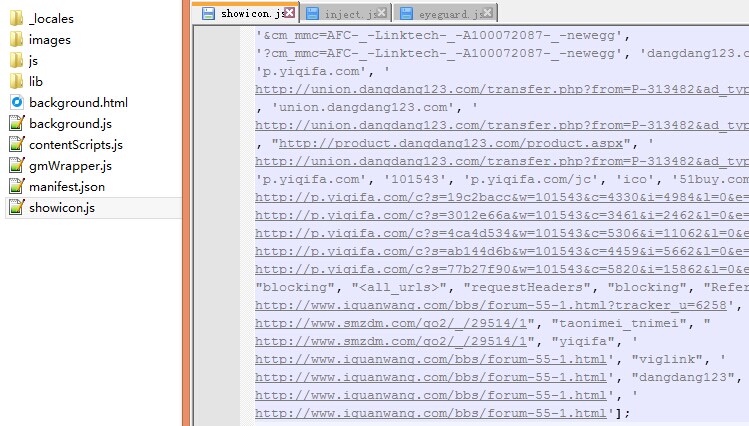 _locales
images
js
lib
background.html
background.js
contentScripts.js
gmWrapper.js
manifest.json
showicon.js
showicon.js
inject.js
eyeguard.js
'&cm_mmc=AFC-_-Linktech-_-A100072087-_-newegg',
'?cm_mmc=AFC-_-Linktech-_-A100072087-_-newegg', 'dangdang123.c
'p.yiqifa.com', '
http://union.dangdang123.com/transfer.php?from=P-313482&ad_typ
, 'union.dangdang123.com', '
http://union.dangdang123.com/transfer.php?from=P-313482&ad_typ
, "http://product.dangdang123.com/product.aspx", '
http://union.dangdang123.com/transfer.php?from=P-313482&ad_typ
'p.yiqifa.com', '101543', 'p.yiqifa.com/jc', 'ico', '51buy.com
http://p.yiqifa.com/c?s=19c2bacc&w=101543&c=4330&i=4984&l=0&e=
http://p.yiqifa.com/c?s=3012e66a&w=101543&c=3461&i=2462&l=0&e=
http://p.yiqifa.com/c?s=4ca4d534&w=101543&c=5306&i=11062&l=0&e
http://p.yiqifa.com/c?s=ab144d6b&w=101543&c=4459&i=5662&l=0&e=
http://p.yiqifa.com/c?s=77b27f90&w=101543&c=5820&i=15862&l=0&e
"blocking", "<all_urls>", "requestHeaders", "blocking", "Refer
http://www.iguanwang.com/bbs/forum-55-1.html?tracker_u=6258',
http://www.smzdm.com/go2/_/29514/1", "taonimei_tnimei", "
http://www.smzdm.com/go2/_/29514/1", "yiqifa", '
http://www.iguanwang.com/bbs/forum-55-1.html', "viglink", '
http://www.iguanwang.com/bbs/forum-55-1.html', "dangdang123",
http://www.iguanwang.com/bbs/forum-55-1.html', '
http://www.iguanwang.com/bbs/forum-55-1.html'];